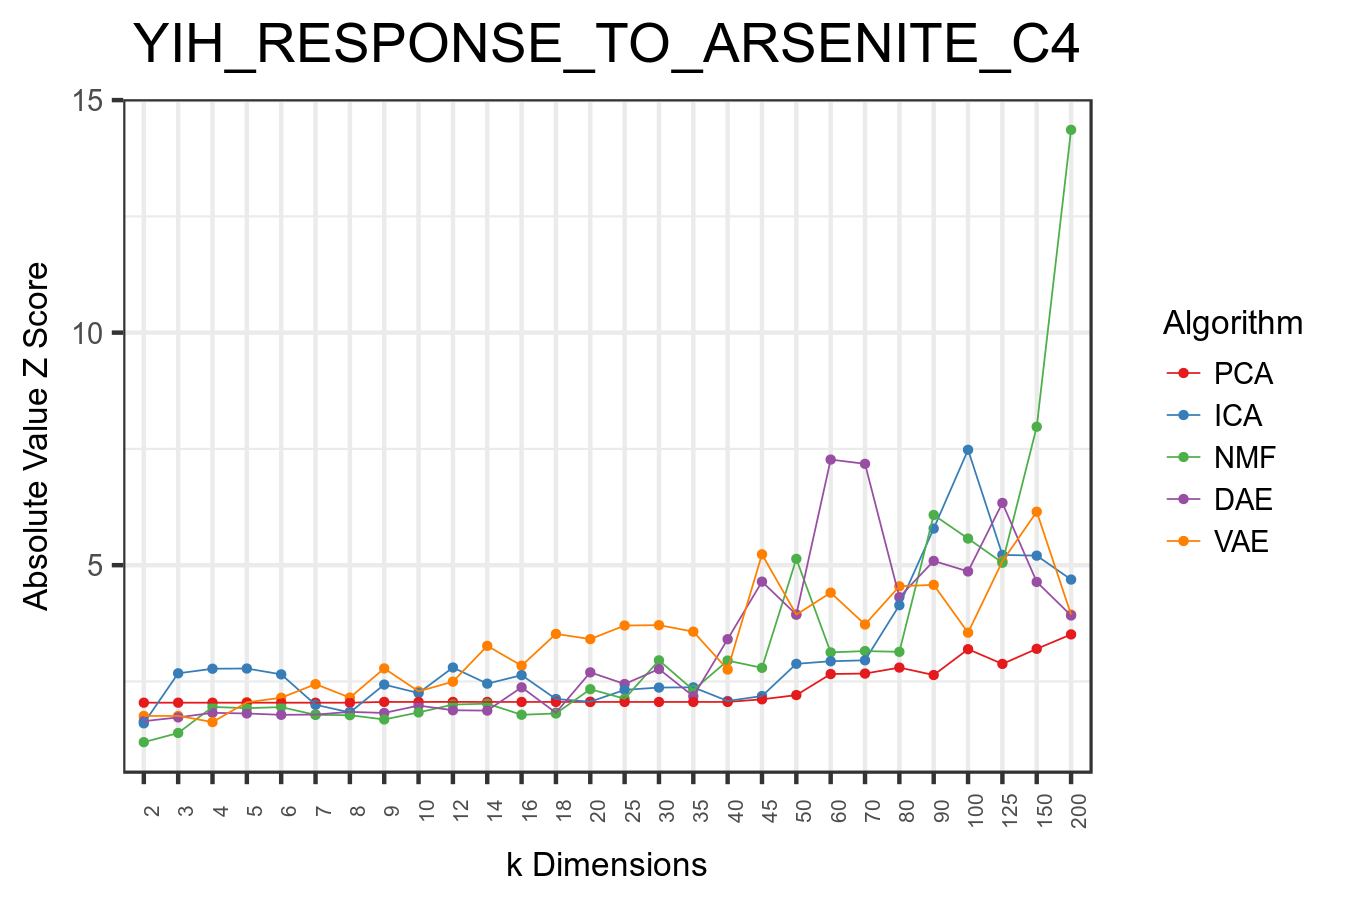 YIH_RESPONSE_TO_ARSENITE_C4
Absolute Value Z Score
15
10
5
2 3 4 5 6 7 8 9 10 12 14 16 18 20 25 30 35 40 45 50 60 70 80 90 100 125 150 200
k Dimensions
Algorithm
PCA
ICA
NMF
DAE
VAE